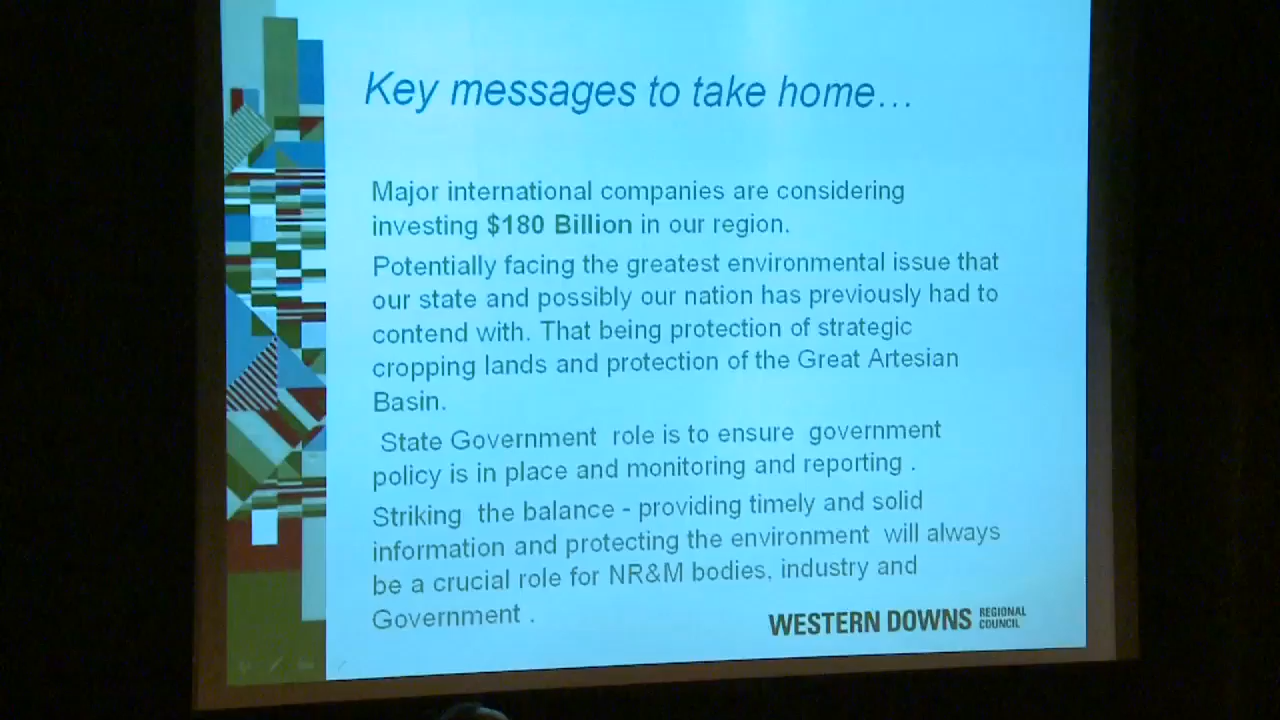 Key messages to take home...
Major international companies are considering
investing $180 Billion in our region.
Potentially facing the greatest environmental issue that
our state and possibly our nation has previously had to
contend with. That being protection of strategic
cropping lands and protection of the Great Artesian
Basin.
State Government role is to ensure government
policy is in place and monitoring and reporting .
Striking the balance - providing timely and solid
information and protecting the environment will always
be a crucial role for NR&M bodies, industry and
Government .
WESTERN DOWNS REGIONAL COUNCIL